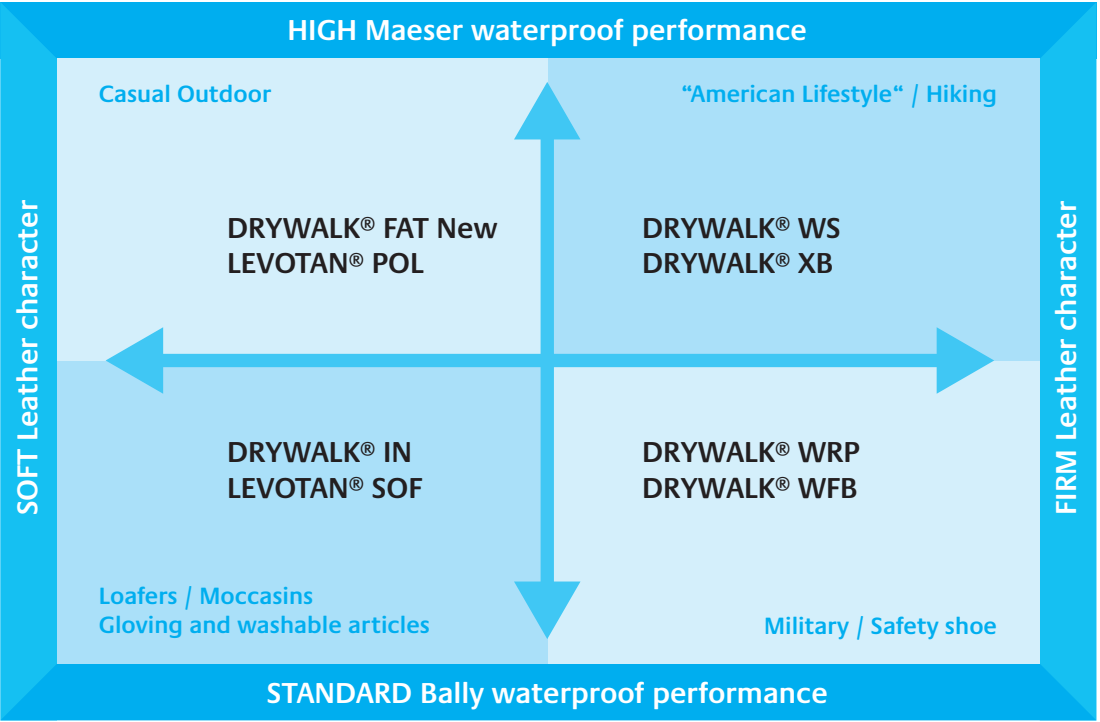 HIGH Maeser waterproof performance
Casual Outdoor
“American Lifestyle“ / Hiking
SOFT Leather character
FIRM Leather character
DRYWALK® FAT New
LEVOTAN® POL
DRYWALK® WS
DRYWALK® XB
DRYWALK® IN
LEVOTAN® SOF
DRYWALK® WRP
DRYWALK® WFB
Loafers / Moccasins
Gloving and washable articles
Military / Safety shoe
STANDARD Bally waterproof performance